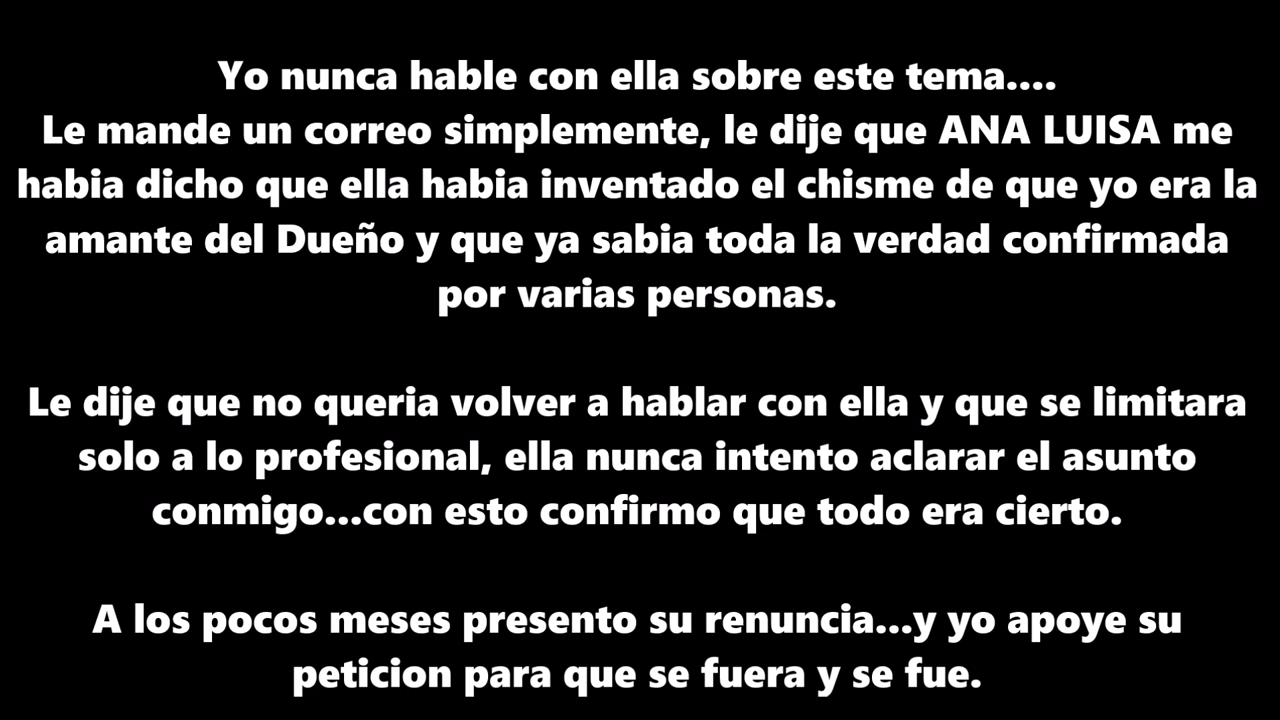 Yo nunca hable con ella sobre este tema....
Le mande un correo simplemente, le dije que ANA LUISA me
habia dicho que ella habia inventado el chisme de que yo era la
amante del Dueño y que ya sabia toda la verdad confirmada
por varias personas.
Le dije que no queria volver a hablar con ella y que se limitara
solo a lo profesional, ella nunca intento aclarar el asunto
conmigo...con esto confirmo que todo era cierto.
A los pocos meses presento su renuncia...y yo apoye su
peticion para que se fuera y se fue.